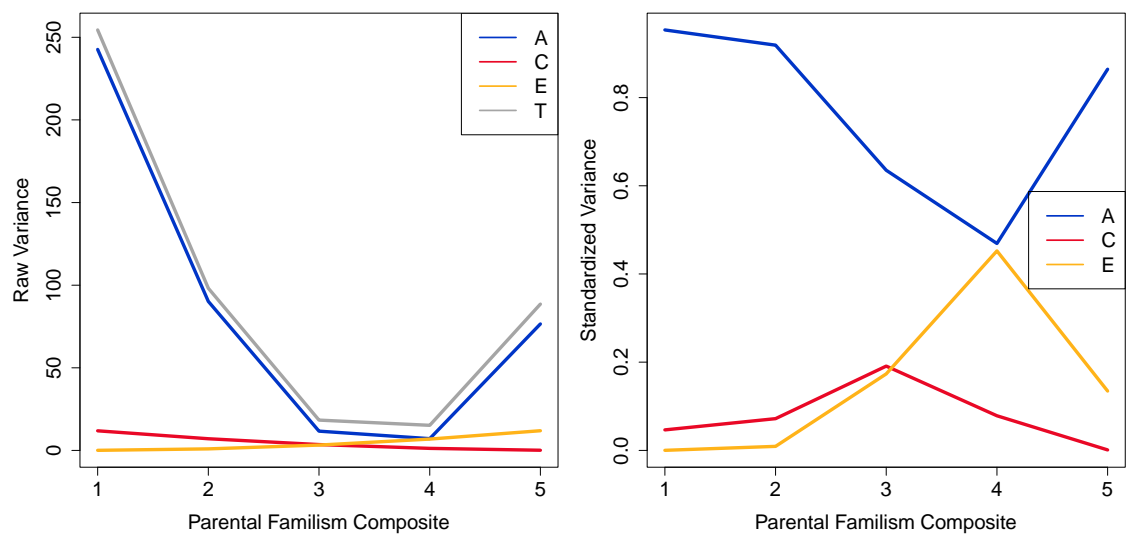 Raw Variance
250
200
150
100
50
0
A
C
E
T
1 2 3 4 5
Parental Familism Composite
Standardized Variance
0.8
0.6
0.4
0.2
0.0
A
C
E
1 2 3 4 5
Parental Familism Composite